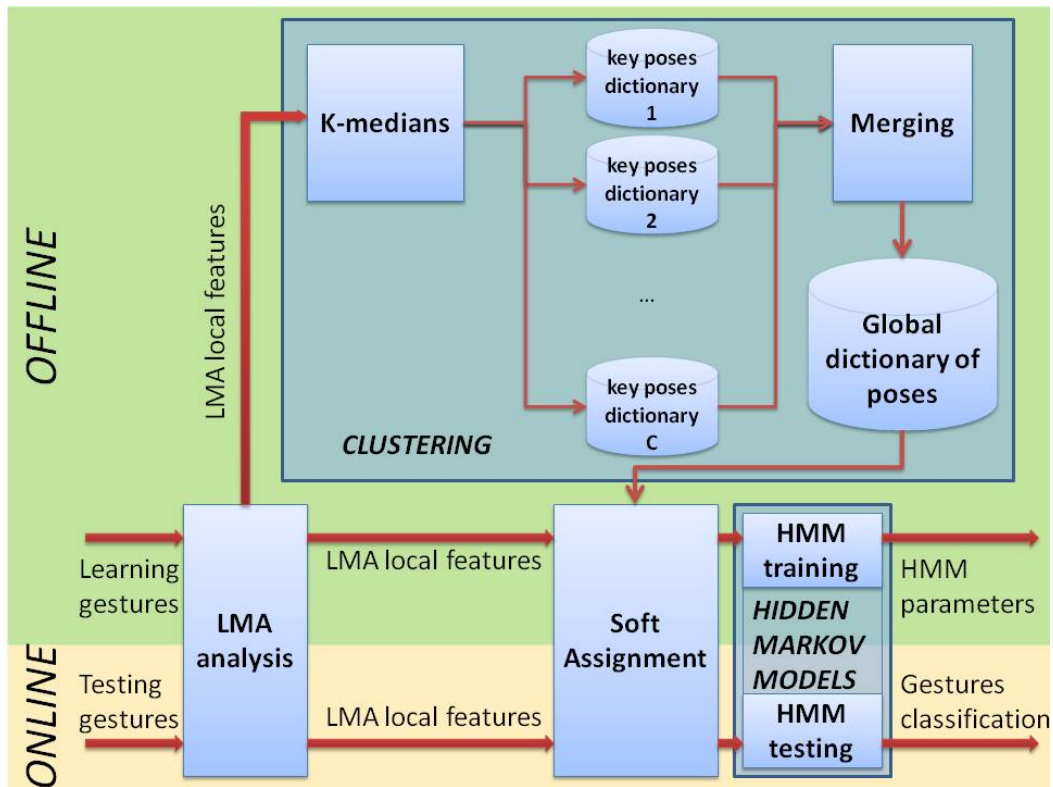 OFFLINE
LMA local features
K-medians
key poses
dictionary
1
key poses
dictionary
2
...
key poses
dictionary
C
Merging
Global
dictionary of
poses
CLUSTERING
Learning
gestures
LMA
analysis
LMA local features
Soft
Assignment
HMM
training
HIDDEN
MARKOV
MODELS
HMM
parameters
ONLINE
Testing
gestures
LMA local features
HMM
testing
Gestures
classification